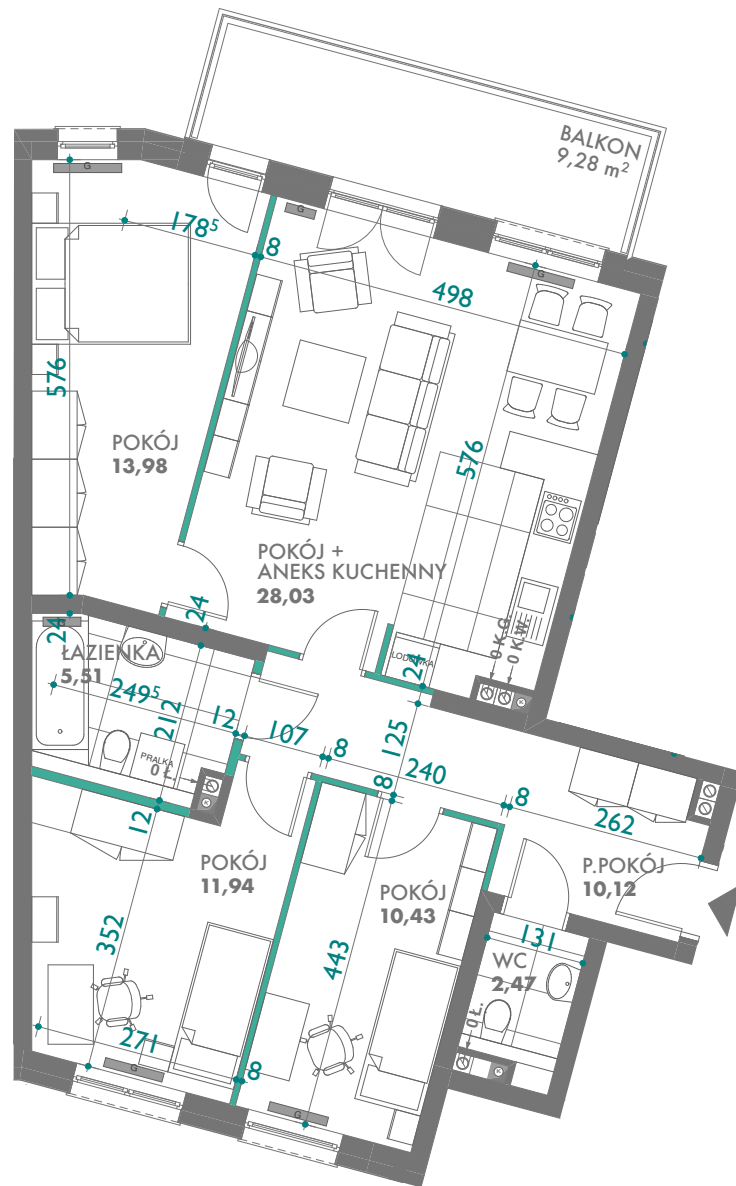 BALKON
9,28 m²
G
178⁵
8
G
498
G
576
POKÓJ
13,98
576
POKÓJ +
ANEKS KUCHENNY
28,03
24
24
ŁAZIENKA
5,51
249⁵
212
12
107
8
LODÓWKA
24
0 K.G.
0 K.W.
125
240
8
8
262
PRALKA
0 Ł.
K
K
12
POKÓJ
11,94
POKÓJ
10,43
P.POKÓJ
10,12
352
443
131
WC
2,47
0 Ł.
K
271
8
G
G